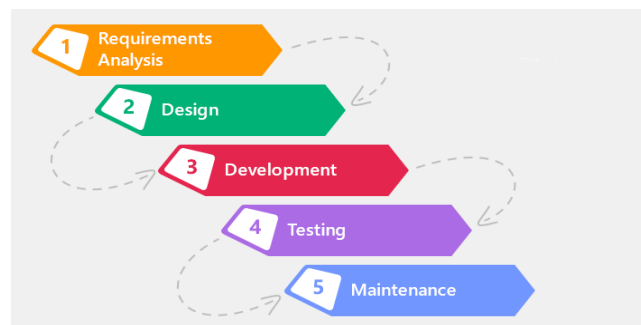 1 Requirements
Analysis
2 Design
3 Development
4 Testing
5 Maintenance